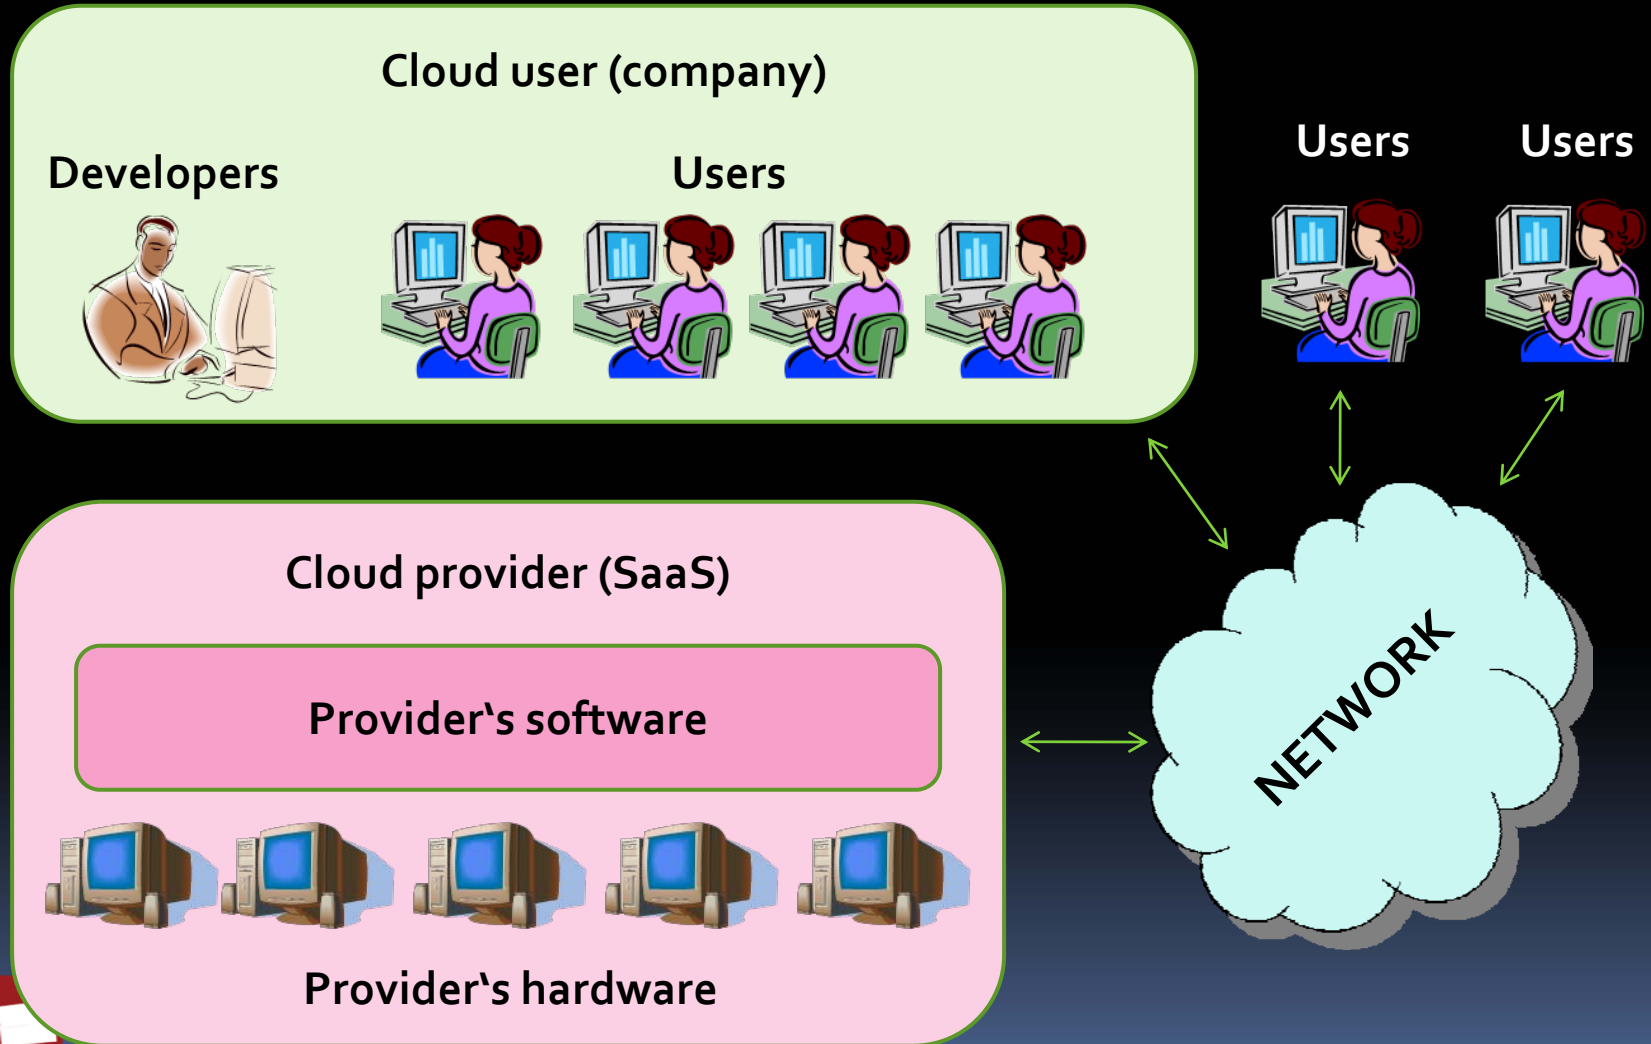 Cloud user (company)
Developers
Users
Users
Users
Cloud provider (SaaS)
Provider‘s software
NETWORK
Provider‘s hardware